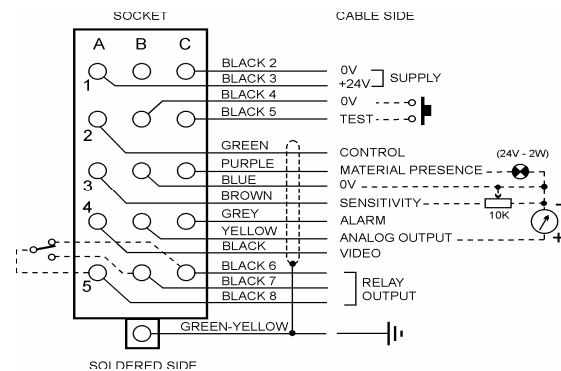 SOCKET CABLE SIDE
A B C
BLACK 2 0V
1 BLACK 3 +24V SUPPLY
BLACK 4 0V
BLACK 5 TEST
2
GREEN CONTROL (24V - 2W)
PURPLE MATERIAL PRESENCE
3 BLUE 0V
BROWN SENSITIVITY 10K
4 GREY ALARM
YELLOW ANALOG OUTPUT
BLACK VIDEO
BLACK 6
5 BLACK 7 RELAY
BLACK 8 OUTPUT
GREEN-YELLOW
SOLDERED SIDE